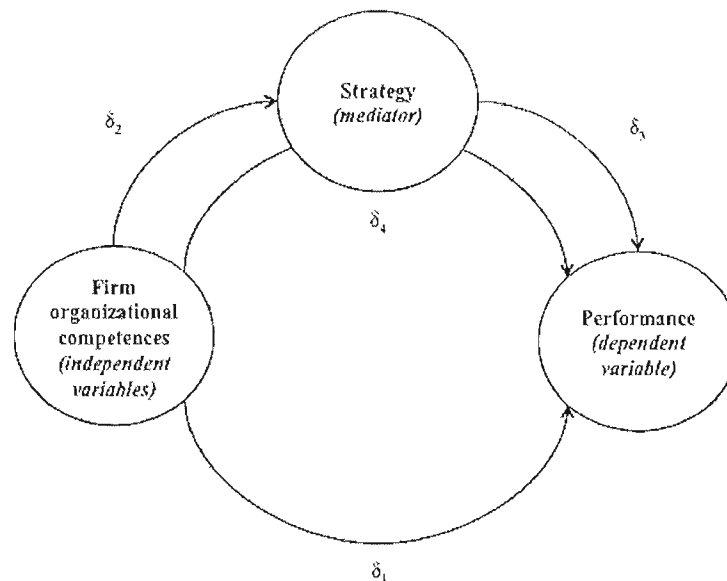 Strategy
(mediator)
δ2
δ3
δ4
Firm
organizational
competences
(independent
variables)
Performance
(dependent
variable)
δ1